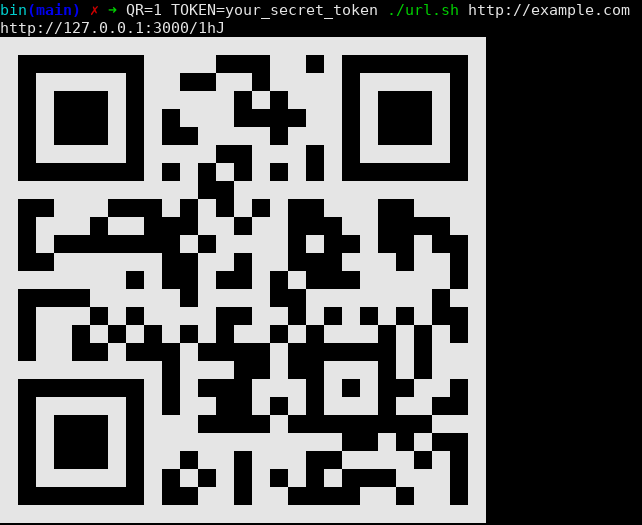 bin(main) ✗ ➜ QR=1 TOKEN=your_secret_token ./url.sh http://example.com
http://127.0.0.1:3000/1hJ